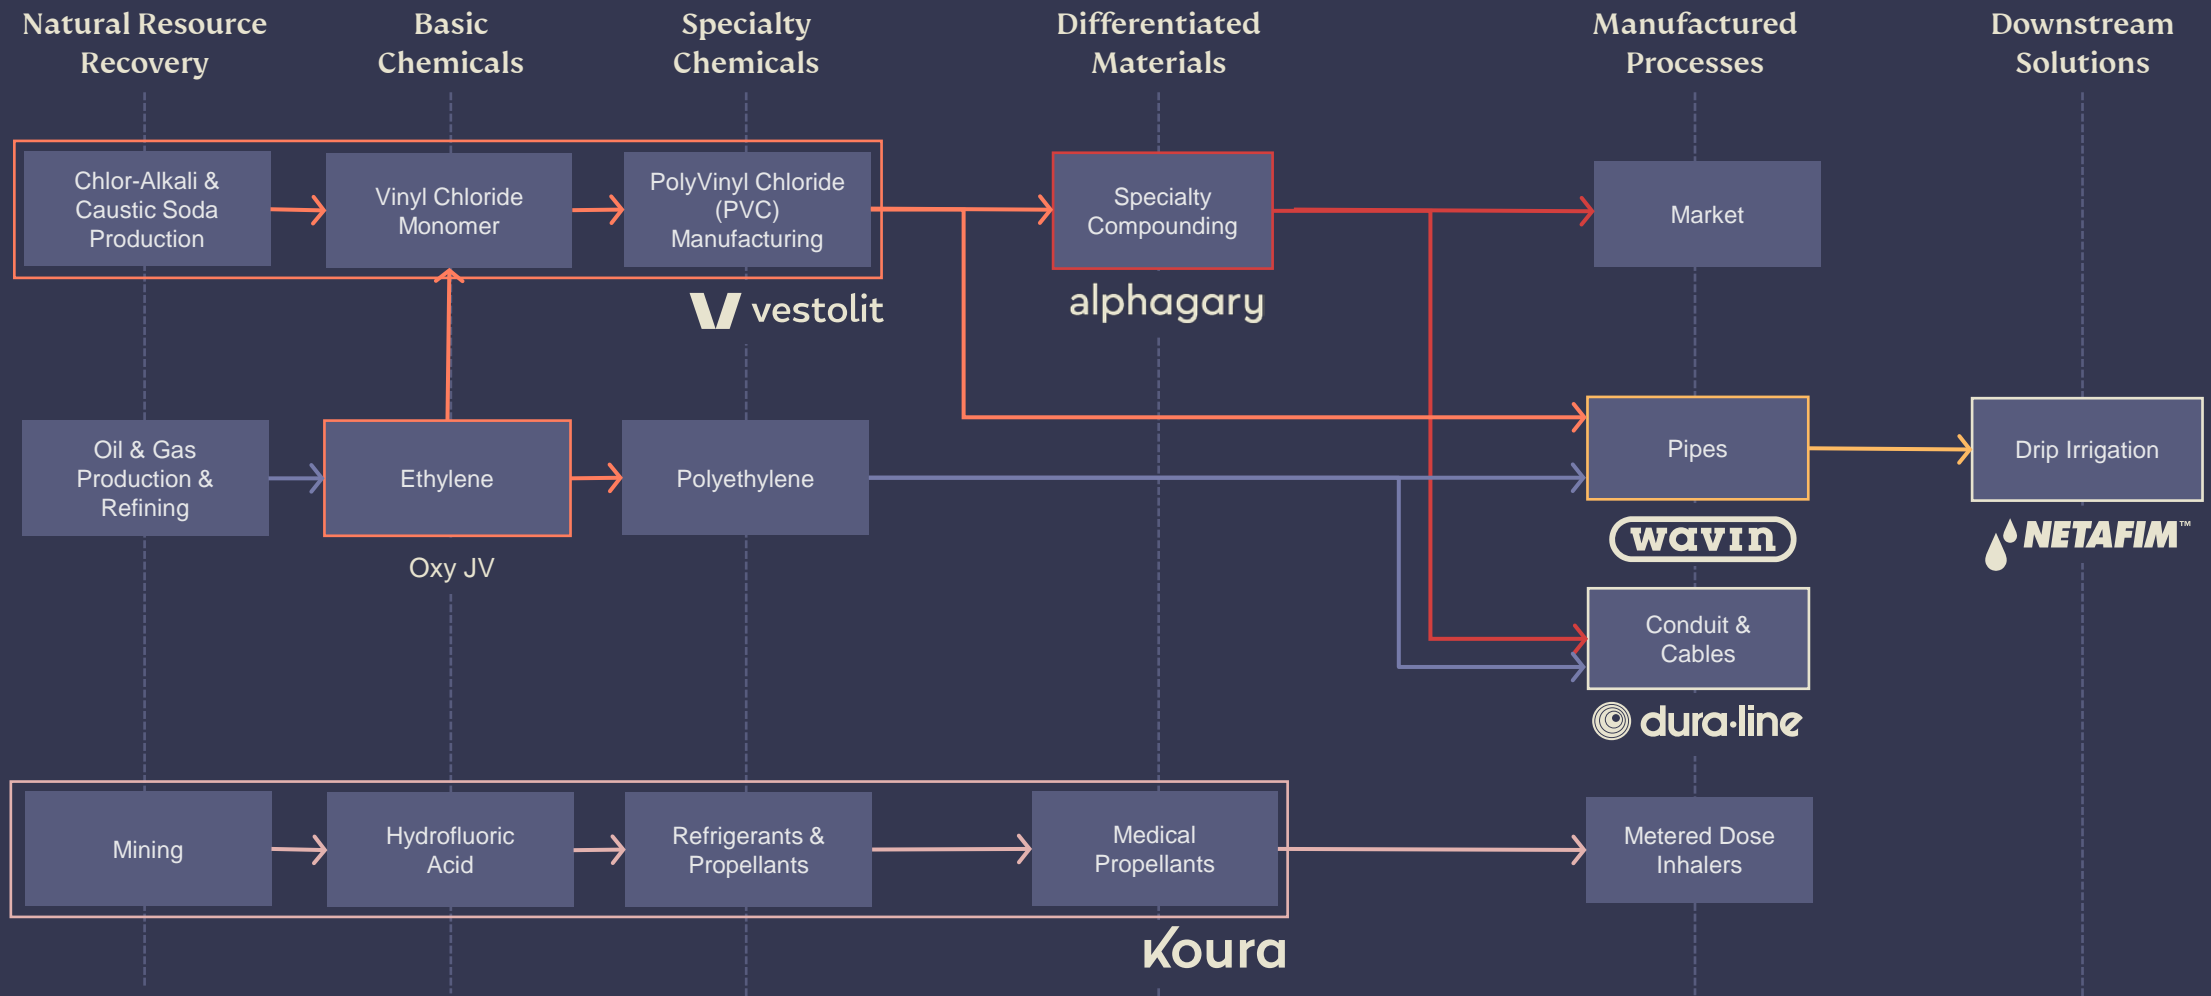 Natural Resource
Recovery
Basic
Chemicals
Specialty
Chemicals
Differentiated
Materials
Manufactured
Processes
Downstream
Solutions
Chlor-Alkali &
Caustic Soda
Production
Vinyl Chloride
Monomer
PolyVinyl Chloride
(PVC)
Manufacturing
Specialty
Compounding
Market
vestolit
alphagary
Oil & Gas
Production &
Refining
Ethylene
Polyethylene
Pipes
Drip Irrigation
Oxy JV
wavin
NETAFIM™
Conduit &
Cables
dura·line
Mining
Hydrofluoric
Acid
Refrigerants &
Propellants
Medical
Propellants
Metered Dose
Inhalers
Koura